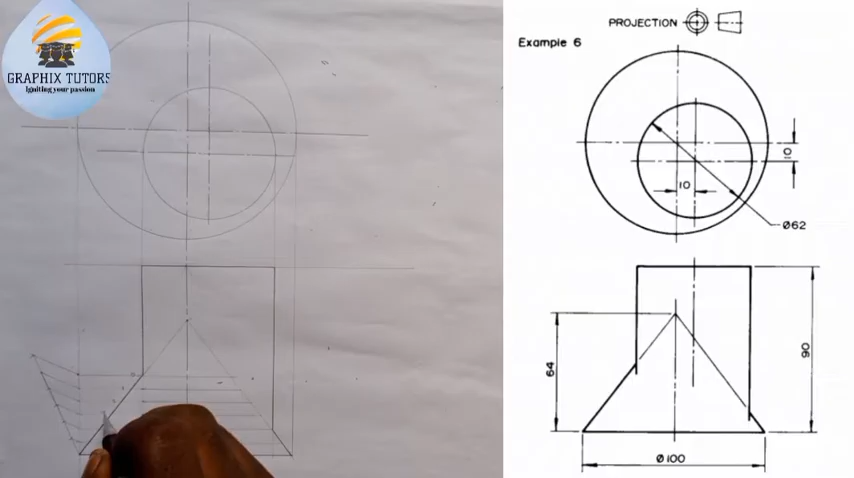 GRAPHIX TUTORS
Igniting your passion
PROJECTION
Example 6
10
10
Ø62
64
90
Ø100